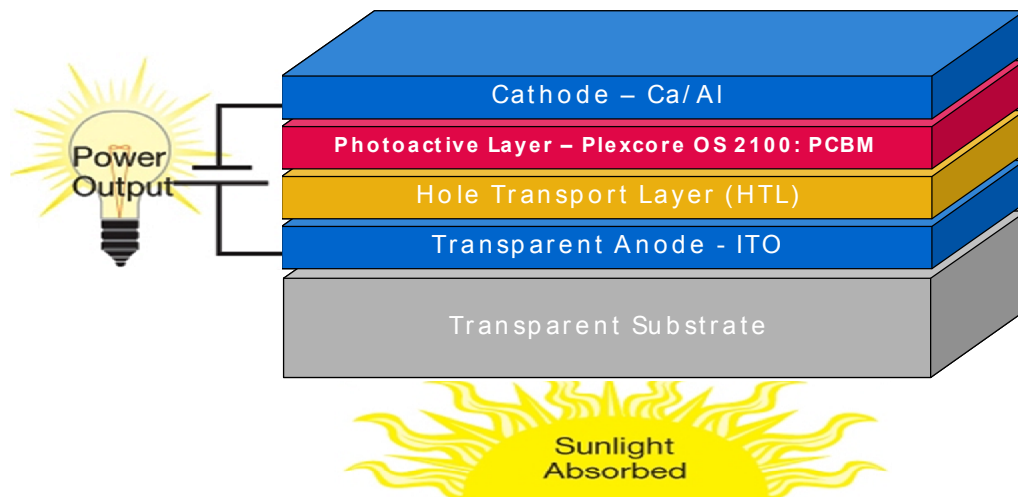 Cathode – Ca/Al
Photoactive Layer – Plexcore OS 2100: PCBM
Power
Output
Hole Transport Layer (HTL)
Transparent Anode - ITO
Transparent Substrate
Sunlight
Absorbed